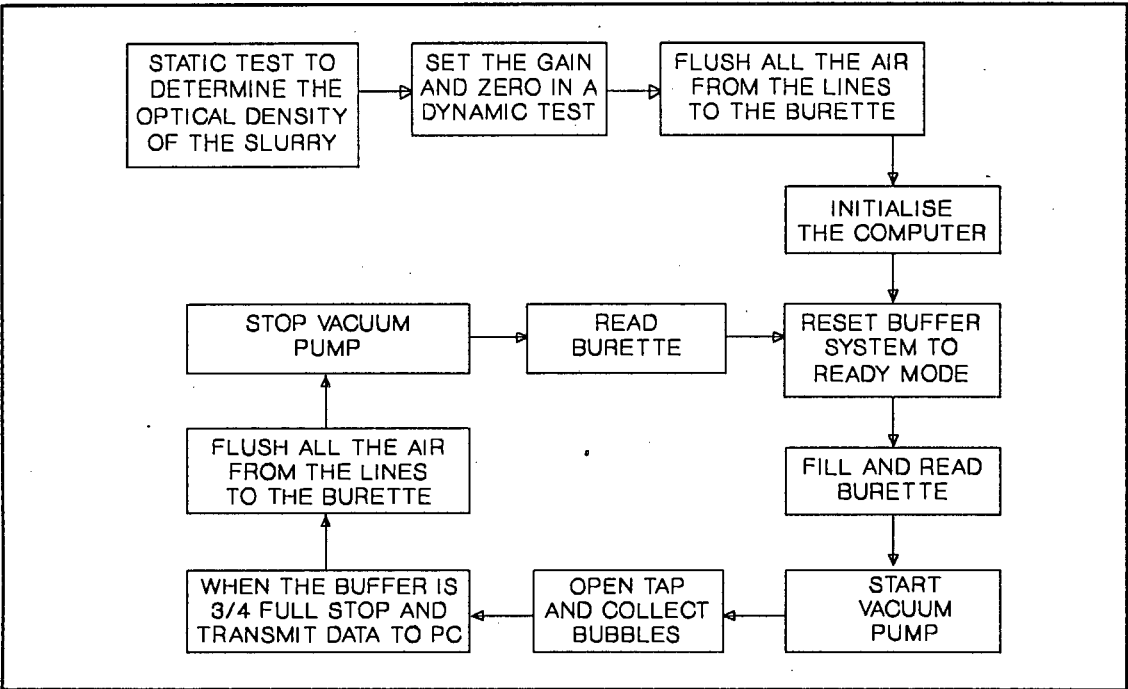 STATIC TEST TO
DETERMINE THE
OPTICAL DENSITY
OF THE SLURRY
SET THE GAIN
AND ZERO IN A
DYNAMIC TEST
FLUSH ALL THE AIR
FROM THE LINES
TO THE BURETTE
INITIALISE
THE COMPUTER
RESET BUFFER
SYSTEM TO
READY MODE
FILL AND READ
BURETTE
START
VACUUM
PUMP
OPEN TAP
AND COLLECT
BUBBLES
WHEN THE BUFFER IS
3/4 FULL STOP AND
TRANSMIT DATA TO PC
FLUSH ALL THE AIR
FROM THE LINES
TO THE BURETTE
STOP VACUUM
PUMP
READ
BURETTE